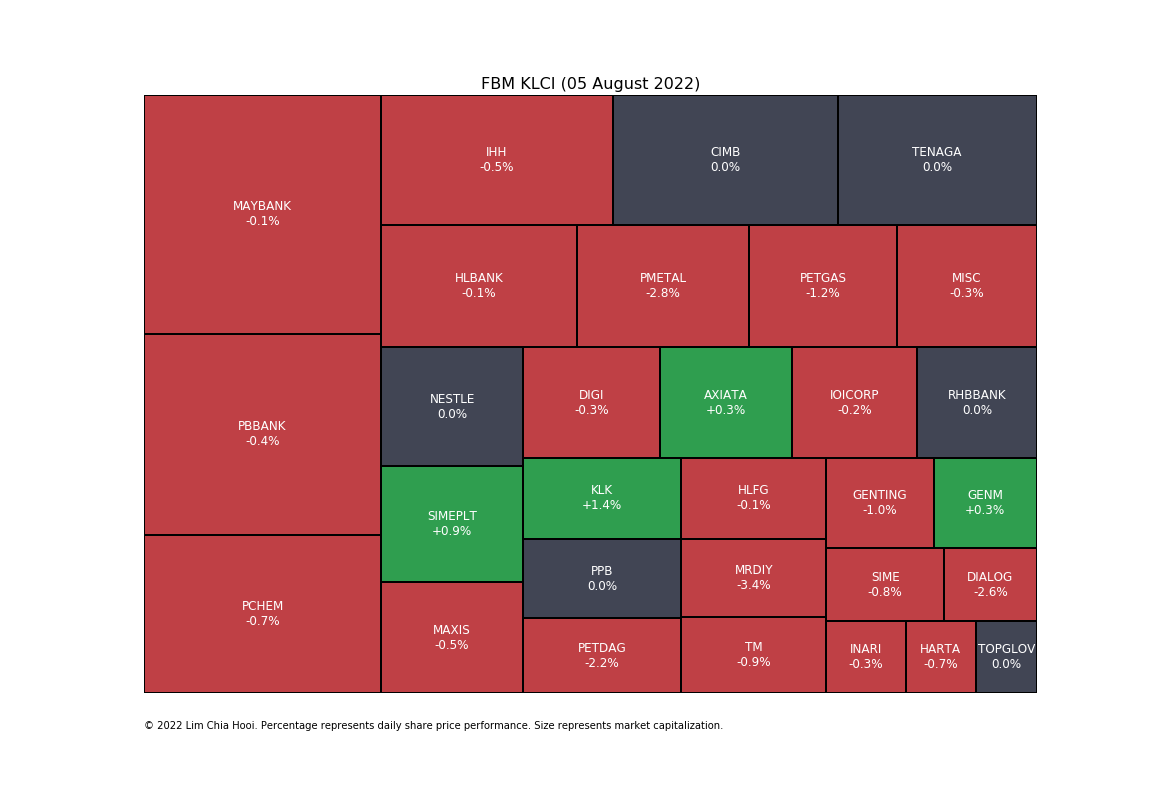 FBM KLCI (05 August 2022)
MAYBANK
-0.1%
IHH
-0.5%
CIMB
0.0%
TENAGA
0.0%
HLBANK
-0.1%
PMETAL
-2.8%
PETGAS
-1.2%
MISC
-0.3%
PBBANK
-0.4%
NESTLE
0.0%
DIGI
-0.3%
AXIATA
+0.3%
IOICORP
-0.2%
RHBBANK
0.0%
SIMEPLT
+0.9%
KLK
+1.4%
HLFG
-0.1%
GENTING
-1.0%
GENM
+0.3%
PCHEM
-0.7%
MAXIS
-0.5%
PPB
0.0%
MRDIY
-3.4%
SIME
-0.8%
DIALOG
-2.6%
PETDAG
-2.2%
TM
-0.9%
INARI
-0.3%
HARTA
-0.7%
TOPGLOV
0.0%
© 2022 Lim Chia Hooi. Percentage represents daily share price performance. Size represents market capitalization.